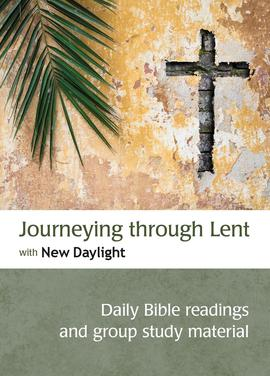 Journeying through Lent
with New Daylight
Daily Bible readings
and group study material